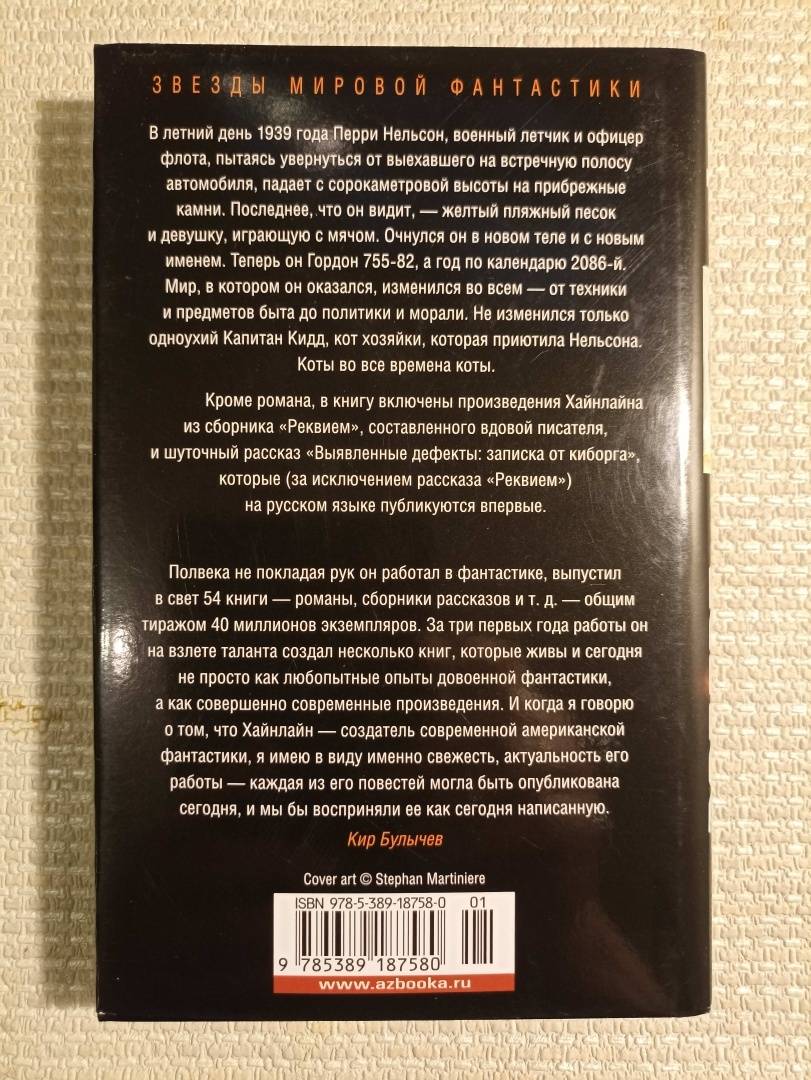 ЗВЕЗДЫ МИРОВОЙ ФАНТАСТИКИ
В летний день 1939 года Перри Нельсон, военный летчик и офицер
флота, пытаясь увернуться от выехавшего на встречную полосу
автомобиля, падает с сорокаметровой высоты на прибрежные
камни. Последнее, что он видит, — желтый пляжный песок
и девушку, играющую с мячом. Очнулся он в новом теле и с новым
именем. Теперь он Гордон 755-82, а год по календарю 2086-й.
Мир, в котором он оказался, изменился во всем — от техники
и предметов быта до политики и морали. Не изменился только
одноухий Капитан Кидд, кот хозяйки, которая приютила Нельсона.
Коты во все времена коты.
Кроме романа, в книгу включены произведения Хайнлайна
из сборника «Реквием», составленного вдовой писателя,
и шуточный рассказ «Выявленные дефекты: записка от киборга»,
которые (за исключением рассказа «Реквием»)
на русском языке публикуются впервые.
Полвека не покладая рук он работал в фантастике, выпустил
в свет 54 книги — романы, сборники рассказов и т. д. — общим
тиражом 40 миллионов экземпляров. За три первых года работы он
на взлете таланта создал несколько книг, которые живы и сегодня
не просто как любопытные опыты довоенной фантастики,
а как совершенно современные произведения. И когда я говорю
о том, что Хайнлайн — создатель современной американской
фантастики, я имею в виду именно свежесть, актуальность его
работы — каждая из его повестей могла быть опубликована
сегодня, и мы бы восприняли ее как сегодня написанную.
Кир Булычев
Cover art © Stephan Martiniere
ISBN 978-5-389-18758-0 01
9 785389 187580
www.azbooka.ru